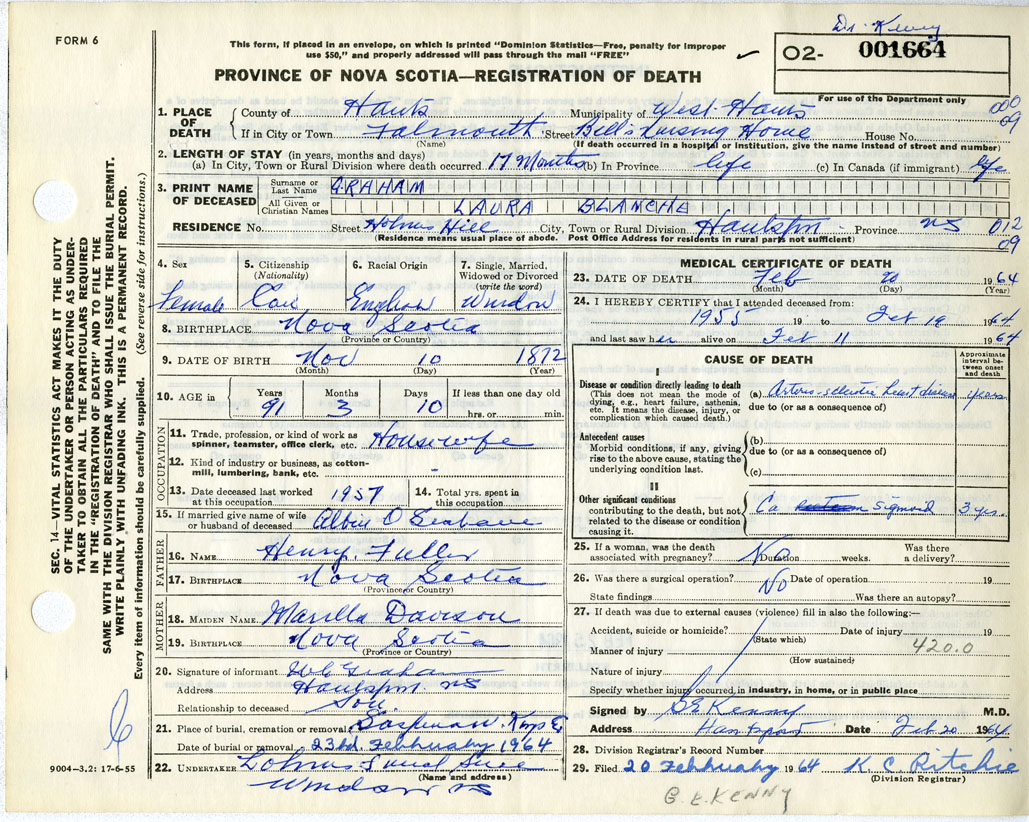 Dr Kenny
FORM 6
This form, if placed in an envelope, on which is printed "Dominion Statistics—Free, penalty for improper
use $50," and properly addressed will pass through the mail "FREE"
02- 001664
PROVINCE OF NOVA SCOTIA—REGISTRATION OF DEATH
For use of the Department only
1. PLACE OF DEATH
County of Hants Municipality of West Hants 000
If in City or Town Falmouth Street Bell's Nursing Home House No. 09
(Name) (If death occurred in a hospital or institution, give the name instead of street and number)
2. LENGTH OF STAY (in years, months and days)
(a) In City, Town or Rural Division where death occurred 17 Months (b) In Province life (c) In Canada (if immigrant) life
3. PRINT NAME OF DECEASED
Surname or Last Name GRAHAM
All Given or Christian Names LAURA BLANCHE
RESIDENCE No. Street Holmes Hill City, Town or Rural Division Hantsport Province NS 012
(Residence means usual place of abode. Post Office Address for residents in rural parts not sufficient) 09
4. Sex 5. Citizenship 6. Racial Origin 7. Single, Married,
(Nationality) Widowed or Divorced
(write the word)
Female Can English Widow
8. BIRTHPLACE Nova Scotia
(Province or Country)
9. DATE OF BIRTH Nov 10 1872
(Month) (Day) (Year)
10. AGE in Years Months Days If less than one day old
91 3 10 hrs. or min.
OCCUPATION
11. Trade, profession, or kind of work as
spinner, teamster, office clerk, etc. Housewife
12. Kind of industry or business, as cotton-
mill, lumbering, bank, etc. -
13. Date deceased last worked
at this occupation 1957
14. Total yrs. spent in
this occupation
15. If married give name of wife
or husband of deceased Albin O Graham
FATHER
16. NAME Henry Fuller
17. BIRTHPLACE Nova Scotia
(Province or Country)
MOTHER
18. MAIDEN NAME Marilla Davison
19. BIRTHPLACE Nova Scotia
(Province or Country)
20. Signature of informant Graham
Address Hantsport NS
Relationship to deceased Son
21. Place of burial, cremation or removal Kings
Date of burial or removal 23rd. February 1964
22. UNDERTAKER
(Name and address)
Windsor NS
MEDICAL CERTIFICATE OF DEATH
23. DATE OF DEATH Feb 20 1964
(Month) (Day) (Year)
24. I HEREBY CERTIFY that I attended deceased from:
1955 19 to Feb 19 1964
and last saw her alive on Feb 11 1964
CAUSE OF DEATH
Approximate interval between onset and death
I
Disease or condition directly leading to death
(This does not mean the mode of
dying, e.g., heart failure, asthenia,
etc. It means the disease, injury, or
complication which caused death.)
(a) heart disease years
due to (or as a consequence of)
Antecedent causes
Morbid conditions, if any, giving
rise to the above cause, stating the
underlying condition last.
(b)
due to (or as a consequence of)
(c)
II
Other significant conditions
contributing to the death, but not
related to the disease or condition
causing it.
Ca sigmoid 3 yrs.
25. If a woman, was the death
associated with pregnancy? No Duration weeks. Was there
a delivery?
26. Was there a surgical operation? No Date of operation 19
State findings Was there an autopsy?
27. If death was due to external causes (violence) fill in also the following:—
Accident, suicide or homicide? Date of injury 19
(State which)
Manner of injury 420.0
(How sustained)
Nature of injury
Specify whether injury occurred, in industry, in home, or in public place
Signed by G E Kenny M.D.
Address Hantsport Date Feb 20 1964
28. Division Registrar's Record Number
29. Filed 20 February 1964 K. C. Ritchie
(Division Registrar)
G. E. KENNY
SEC. 14—VITAL STATISTICS ACT MAKES IT THE DUTY
OF THE UNDERTAKER OR PERSON ACTING AS UNDER-
TAKER TO OBTAIN ALL THE PARTICULARS REQUIRED
IN THE "REGISTRATION OF DEATH" AND TO FILE THE
SAME WITH THE DIVISION REGISTRAR WHO SHALL ISSUE THE BURIAL PERMIT.
WRITE PLAINLY WITH UNFADING INK. THIS IS A PERMANENT RECORD.
Every item of information should be carefully supplied. (See reverse side for instructions.)
9004—3.2: 17-6-55